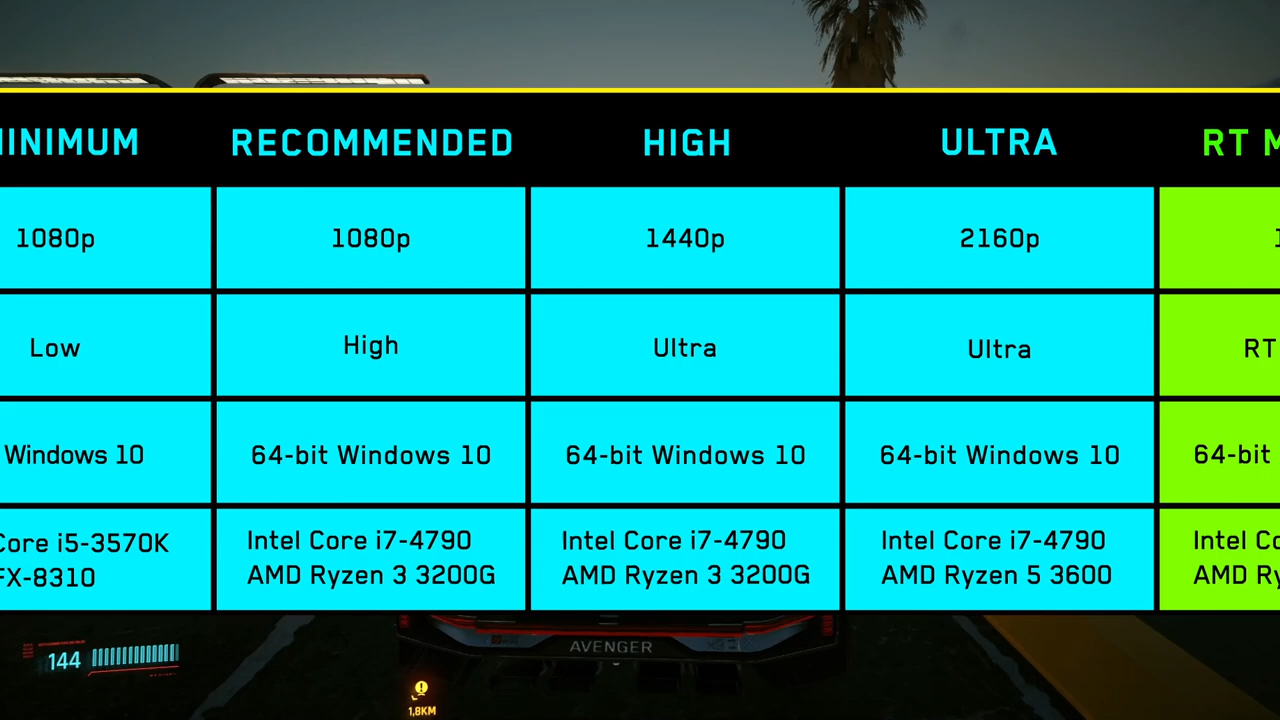 INIMUM RECOMMENDED HIGH ULTRA RT M
1080p 1080p 1440p 2160p
Low High Ultra Ultra RT
Windows 10 64-bit Windows 10 64-bit Windows 10 64-bit Windows 10 64-bit
Core i5-3570K Intel Core i7-4790 Intel Core i7-4790 Intel Core i7-4790 Intel Co
FX-8310 AMD Ryzen 3 3200G AMD Ryzen 3 3200G AMD Ryzen 5 3600 AMD Ry
AVENGER
144
1,8KM